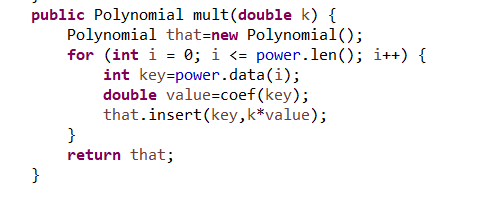 public Polynomial mult(double k) {
Polynomial that=new Polynomial();
for (int i = 0; i <= power.len(); i++) {
int key=power.data(i);
double value=coef(key);
that.insert(key,k*value);
}
return that;
}